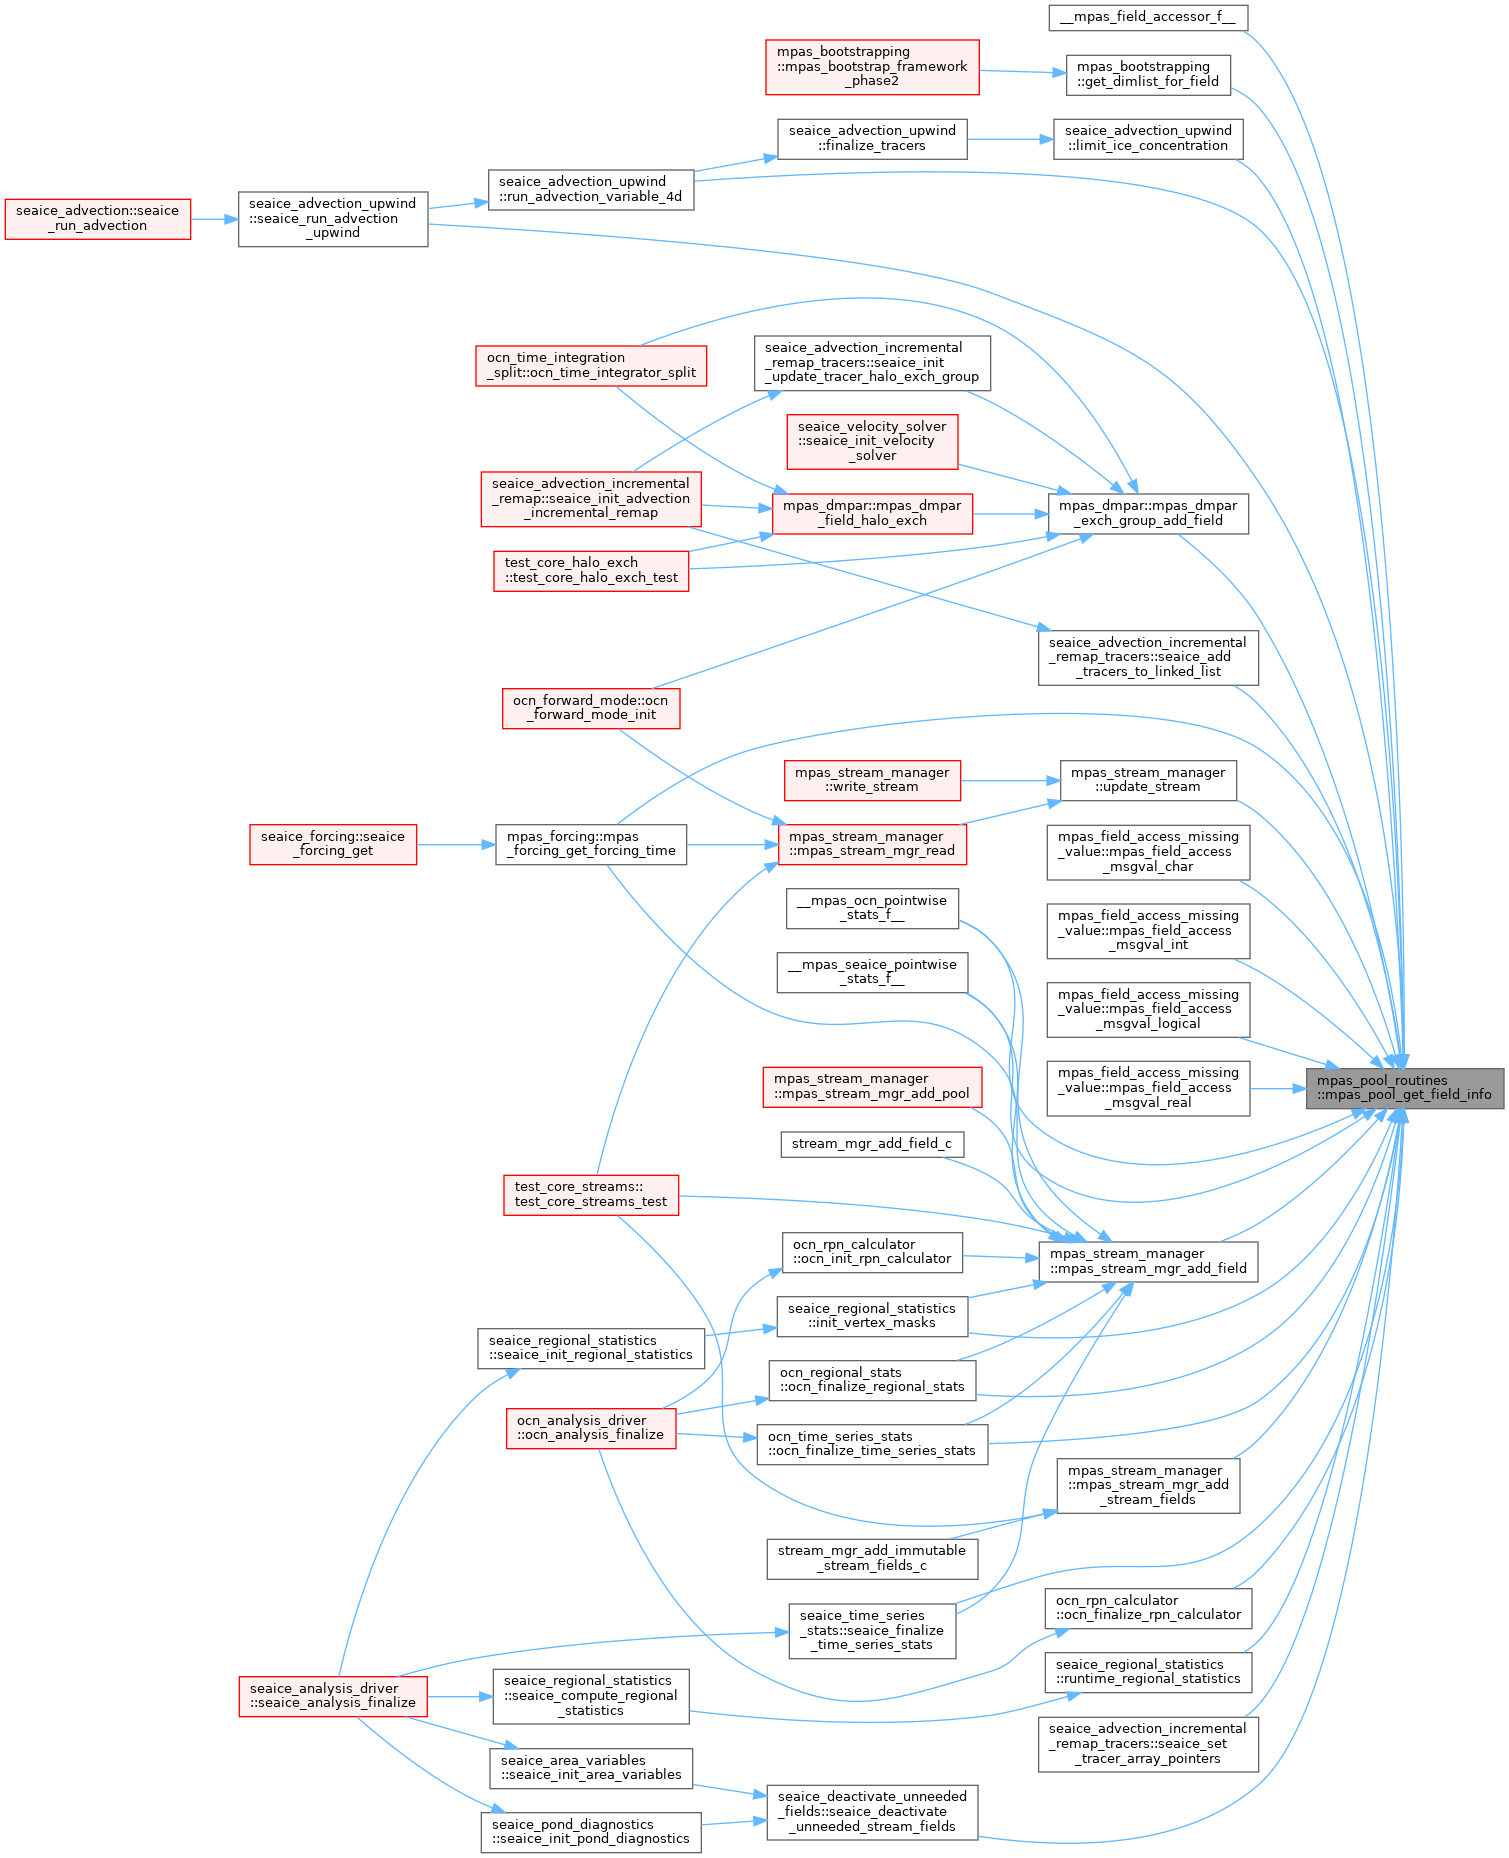 __mpas_field_accessor_f__
mpas_bootstrapping
::mpas_bootstrap_framework
_phase2
mpas_bootstrapping
::get_dimlist_for_field
seaice_advection_upwind
::finalize_tracers
seaice_advection_upwind
::limit_ice_concentration
seaice_advection::seaice
_run_advection
seaice_advection_upwind
::seaice_run_advection
_upwind
seaice_advection_upwind
::run_advection_variable_4d
ocn_time_integration
_split::ocn_time_integrator_split
seaice_advection_incremental
_remap_tracers::seaice_init
_update_tracer_halo_exch_group
seaice_velocity_solver
::seaice_init_velocity
_solver
seaice_advection_incremental
_remap::seaice_init_advection
_incremental_remap
mpas_dmpar::mpas_dmpar
_field_halo_exch
mpas_dmpar::mpas_dmpar
_exch_group_add_field
test_core_halo_exch
::test_core_halo_exch_test
seaice_advection_incremental
_remap_tracers::seaice_add
_tracers_to_linked_list
ocn_forward_mode::ocn
_forward_mode_init
mpas_stream_manager
::write_stream
mpas_stream_manager
::update_stream
seaice_forcing::seaice
_forcing_get
mpas_forcing::mpas
_forcing_get_forcing_time
mpas_stream_manager
::mpas_stream_mgr_read
mpas_field_access_missing
_value::mpas_field_access
_msgval_char
__mpas_ocn_pointwise
_stats_f__
mpas_field_access_missing
_value::mpas_field_access
_msgval_int
__mpas_seaice_pointwise
_stats_f__
mpas_field_access_missing
_value::mpas_field_access
_msgval_logical
mpas_stream_manager
::mpas_stream_mgr_add_pool
mpas_field_access_missing
_value::mpas_field_access
_msgval_real
mpas_pool_routines
::mpas_pool_get_field_info
stream_mgr_add_field_c
test_core_streams::
test_core_streams_test
ocn_rpn_calculator
::ocn_init_rpn_calculator
mpas_stream_manager
::mpas_stream_mgr_add_field
seaice_regional_statistics
::init_vertex_masks
seaice_regional_statistics
::seaice_init_regional_statistics
ocn_regional_stats
::ocn_finalize_regional_stats
ocn_analysis_driver
::ocn_analysis_finalize
ocn_time_series_stats
::ocn_finalize_time_series_stats
mpas_stream_manager
::mpas_stream_mgr_add
_stream_fields
stream_mgr_add_immutable
_stream_fields_c
seaice_time_series
_stats::seaice_finalize
_time_series_stats
ocn_rpn_calculator
::ocn_finalize_rpn_calculator
seaice_analysis_driver
::seaice_analysis_finalize
seaice_regional_statistics
::seaice_compute_regional
_statistics
seaice_regional_statistics
::runtime_regional_statistics
seaice_advection_incremental
_remap_tracers::seaice_set
_tracer_array_pointers
seaice_area_variables
::seaice_init_area_variables
seaice_deactivate_unneeded
_fields::seaice_deactivate
_unneeded_stream_fields
seaice_pond_diagnostics
::seaice_init_pond_diagnostics